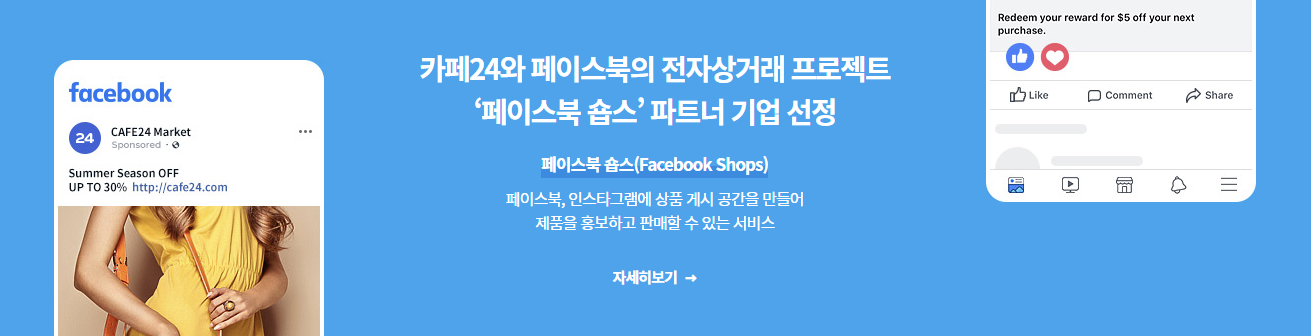 facebook
24
CAFE24 Market
Sponsored ·
Summer Season OFF
UP TO 30% http://cafe24.com
카페24와 페이스북의 전자상거래 프로젝트
‘페이스북 숍스’ 파트너 기업 선정
페이스북 숍스(Facebook Shops)
페이스북, 인스타그램에 상품 게시 공간을 만들어
제품을 홍보하고 판매할 수 있는 서비스
자세히보기 →
Redeem your reward for $5 off your next
purchase.
Like Comment Share